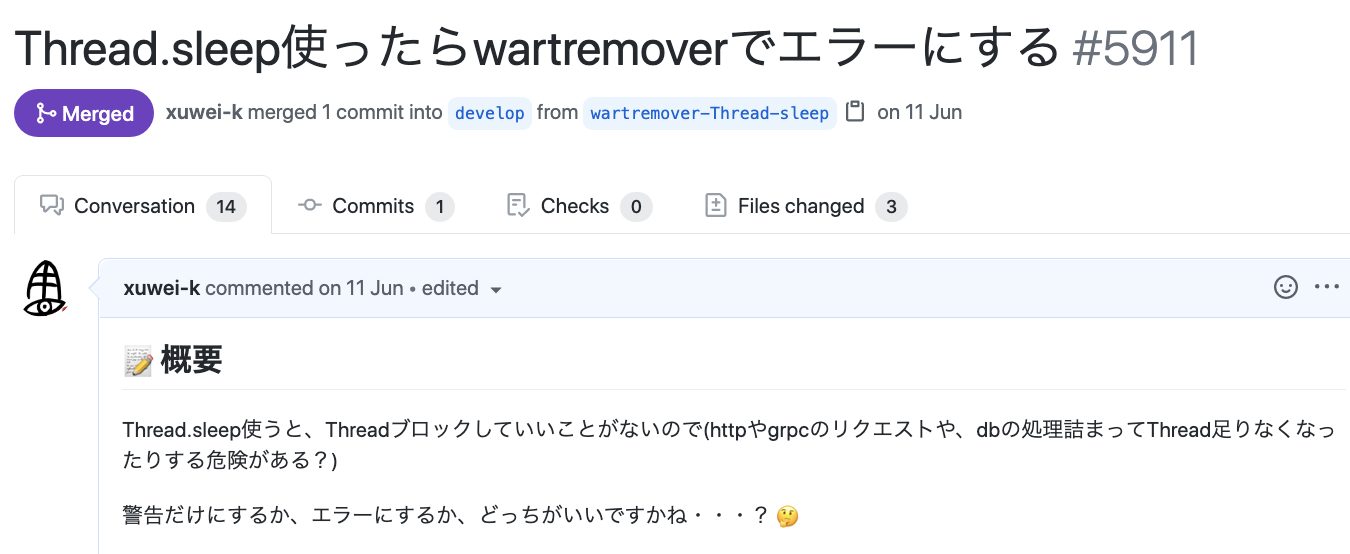 Thread.sleep使ったらwartremoverでエラーにする #5911
Merged xuwei-k merged 1 commit into develop from wartremover-Thread-sleep on 11 Jun
Conversation 14 Commits 1 Checks 0 Files changed 3
xuwei-k commented on 11 Jun • edited
📝 概要
Thread.sleep使うと、Threadブロックしていいことがないので(httpやgrpcのリクエストや、dbの処理詰まってThread足りなくなっ
たりする危険がある？)
警告だけにするか、エラーにするか、どっちがいいですかね・・・？🤔